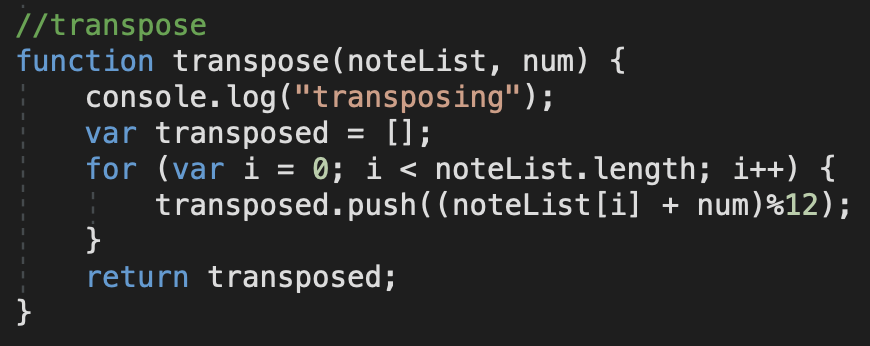 //transpose
function transpose(noteList, num) {
    console.log("transposing");
    var transposed = [];
    for (var i = 0; i < noteList.length; i++) {
        transposed.push((noteList[i] + num)%12);
    }
    return transposed;
}